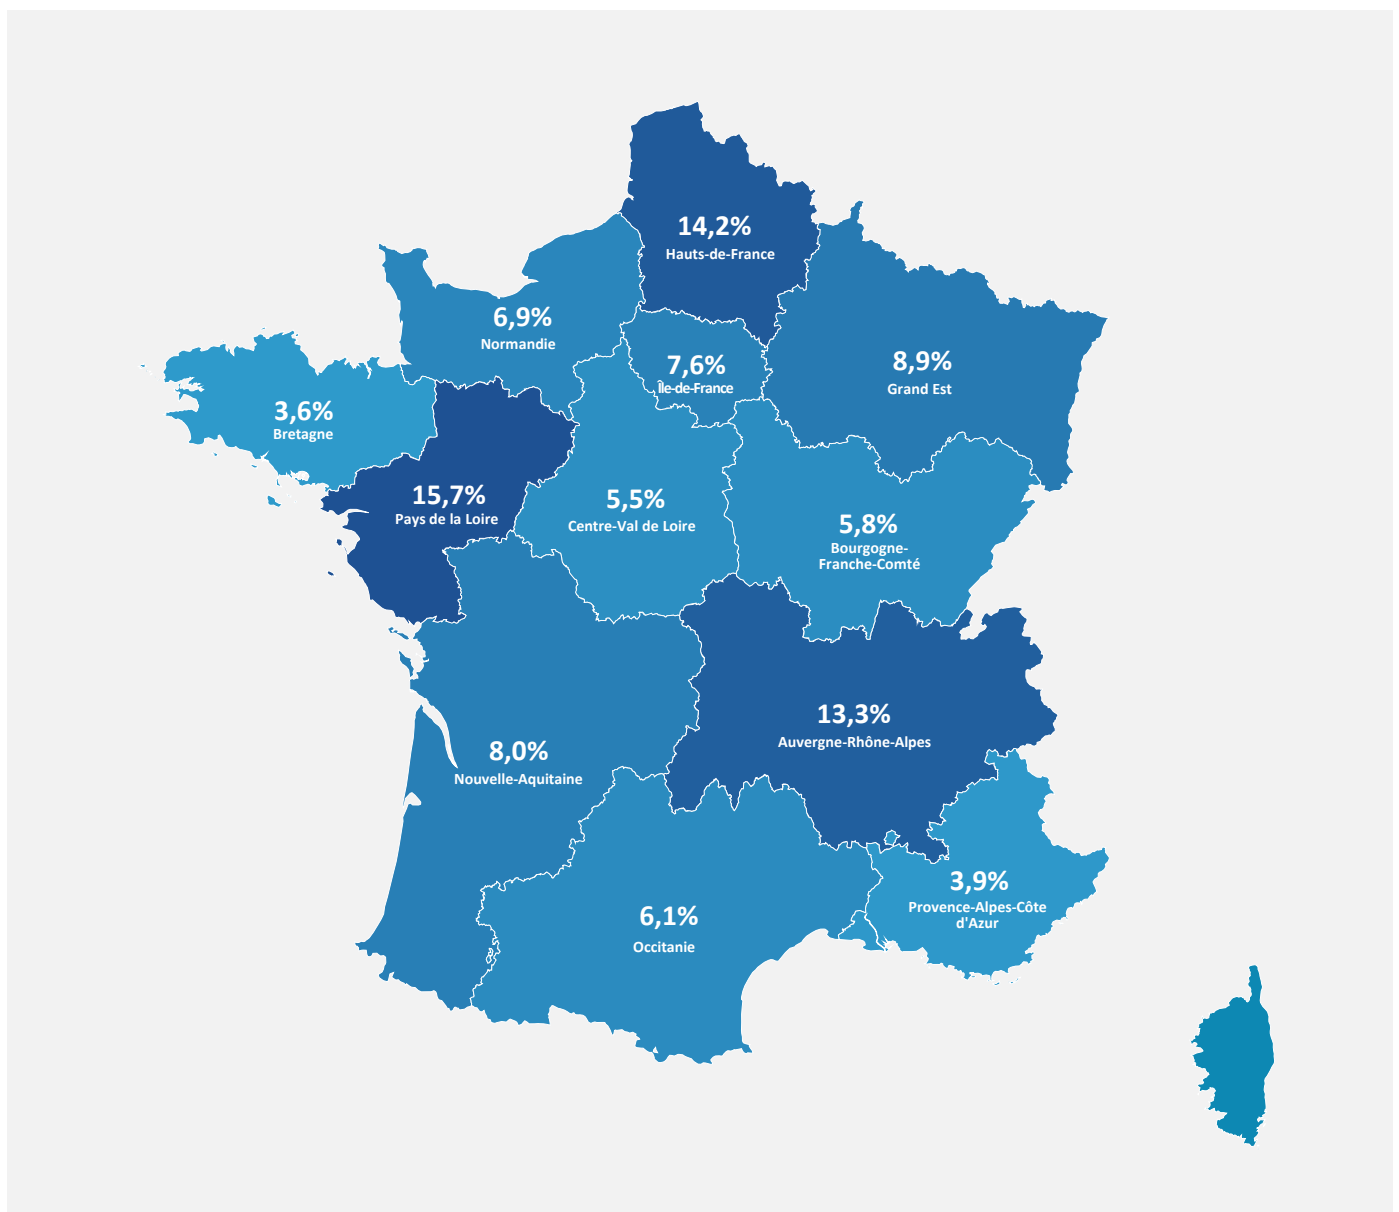 14,2%
Hauts-de-France
6,9%
Normandie
7,6%
Île-de-France
8,9%
Grand Est
3,6%
Bretagne
15,7%
Pays de la Loire
5,5%
Centre-Val de Loire
5,8%
Bourgogne-
Franche-Comté
13,3%
Auvergne-Rhône-Alpes
8,0%
Nouvelle-Aquitaine
3,9%
Provence-Alpes-Côte
d'Azur
6,1%
Occitanie